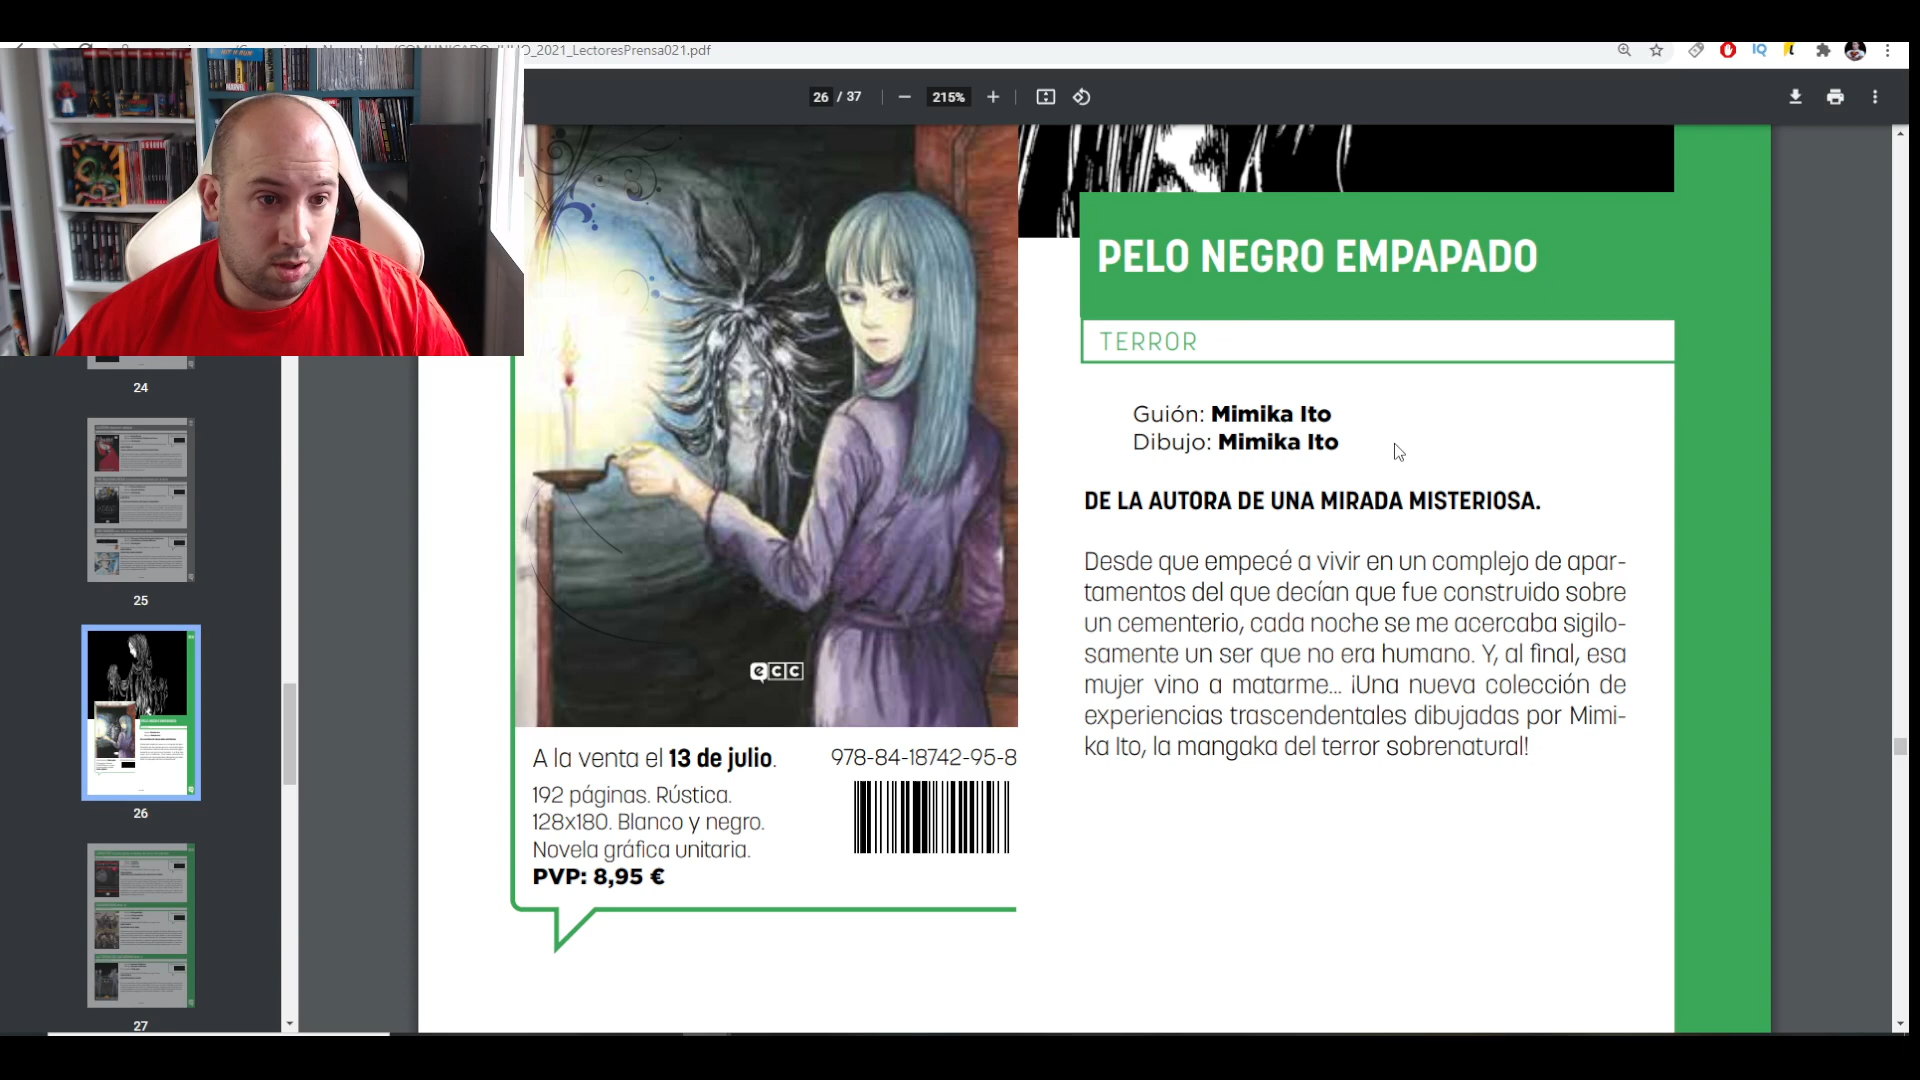 _2021_LectoresPrensa021.pdf
26 / 37
215%
24
25
26
27
ecc
A la venta el 13 de julio.
978-84-18742-95-8
192 páginas. Rústica.
128x180. Blanco y negro.
Novela gráfica unitaria.
PVP: 8,95 €
PELO NEGRO EMPAPADO
TERROR
Guión: Mimika Ito
Dibujo: Mimika Ito
DE LA AUTORA DE UNA MIRADA MISTERIOSA.
Desde que empecé a vivir en un complejo de apar-
tamentos del que decían que fue construido sobre
un cementerio, cada noche se me acercaba sigilo-
samente un ser que no era humano. Y, al final, esa
mujer vino a matarme... ¡Una nueva colección de
experiencias trascendentales dibujadas por Mimi-
ka Ito, la mangaka del terror sobrenatural!